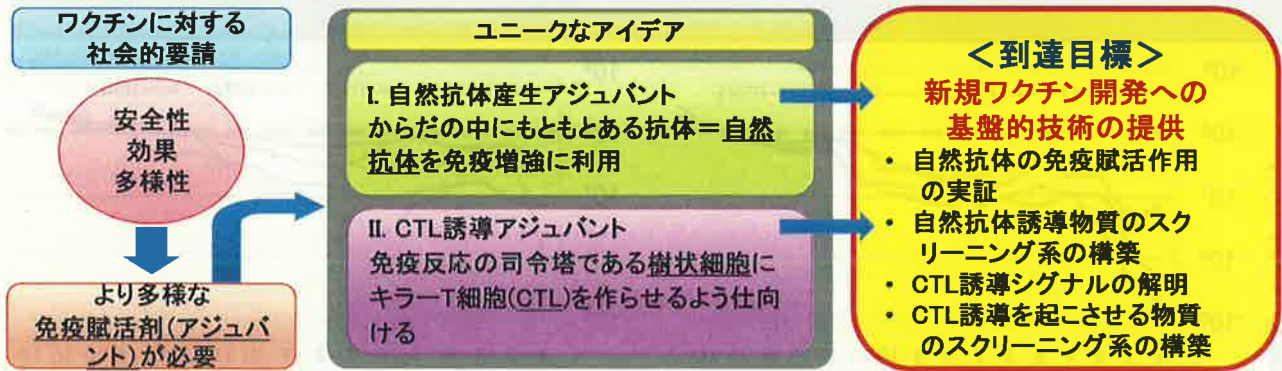 ワクチンに対する
社会的要請
安全性
効果
多様性
より多様な
免疫賦活剤(アジュバ
ント)が必要
ユニークなアイデア
I. 自然抗体産生アジュバント
からだの中にもともとある抗体＝自然
抗体を免疫増強に利用
II. CTL誘導アジュバント
免疫反応の司令塔である樹状細胞に
キラーT細胞(CTL)を作らせるよう仕向
ける
＜到達目標＞
新規ワクチン開発への
基盤的技術の提供
・ 自然抗体の免疫賦活作用
の実証
・ 自然抗体誘導物質のスク
リーニング系の構築
・ CTL誘導シグナルの解明
・ CTL誘導を起こさせる物質
のスクリーニング系の構築